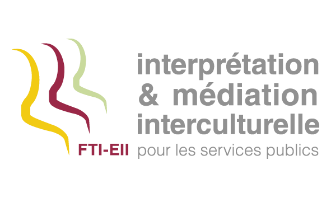 interprétation
& médiation
interculturelle
FTI-EII pour les services publics